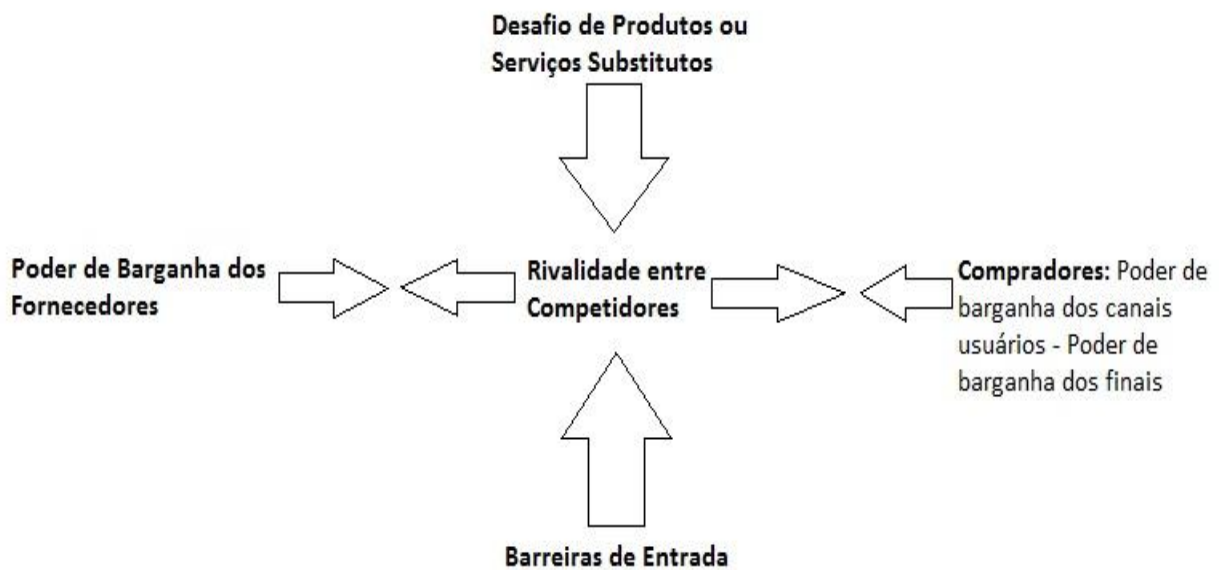 Desafio de Produtos ou
Serviços Substitutos
Poder de Barganha dos
Fornecedores
Rivalidade entre
Competidores
Compradores: Poder de
barganha dos canais
usuários - Poder de
barganha dos finais
Barreiras de Entrada